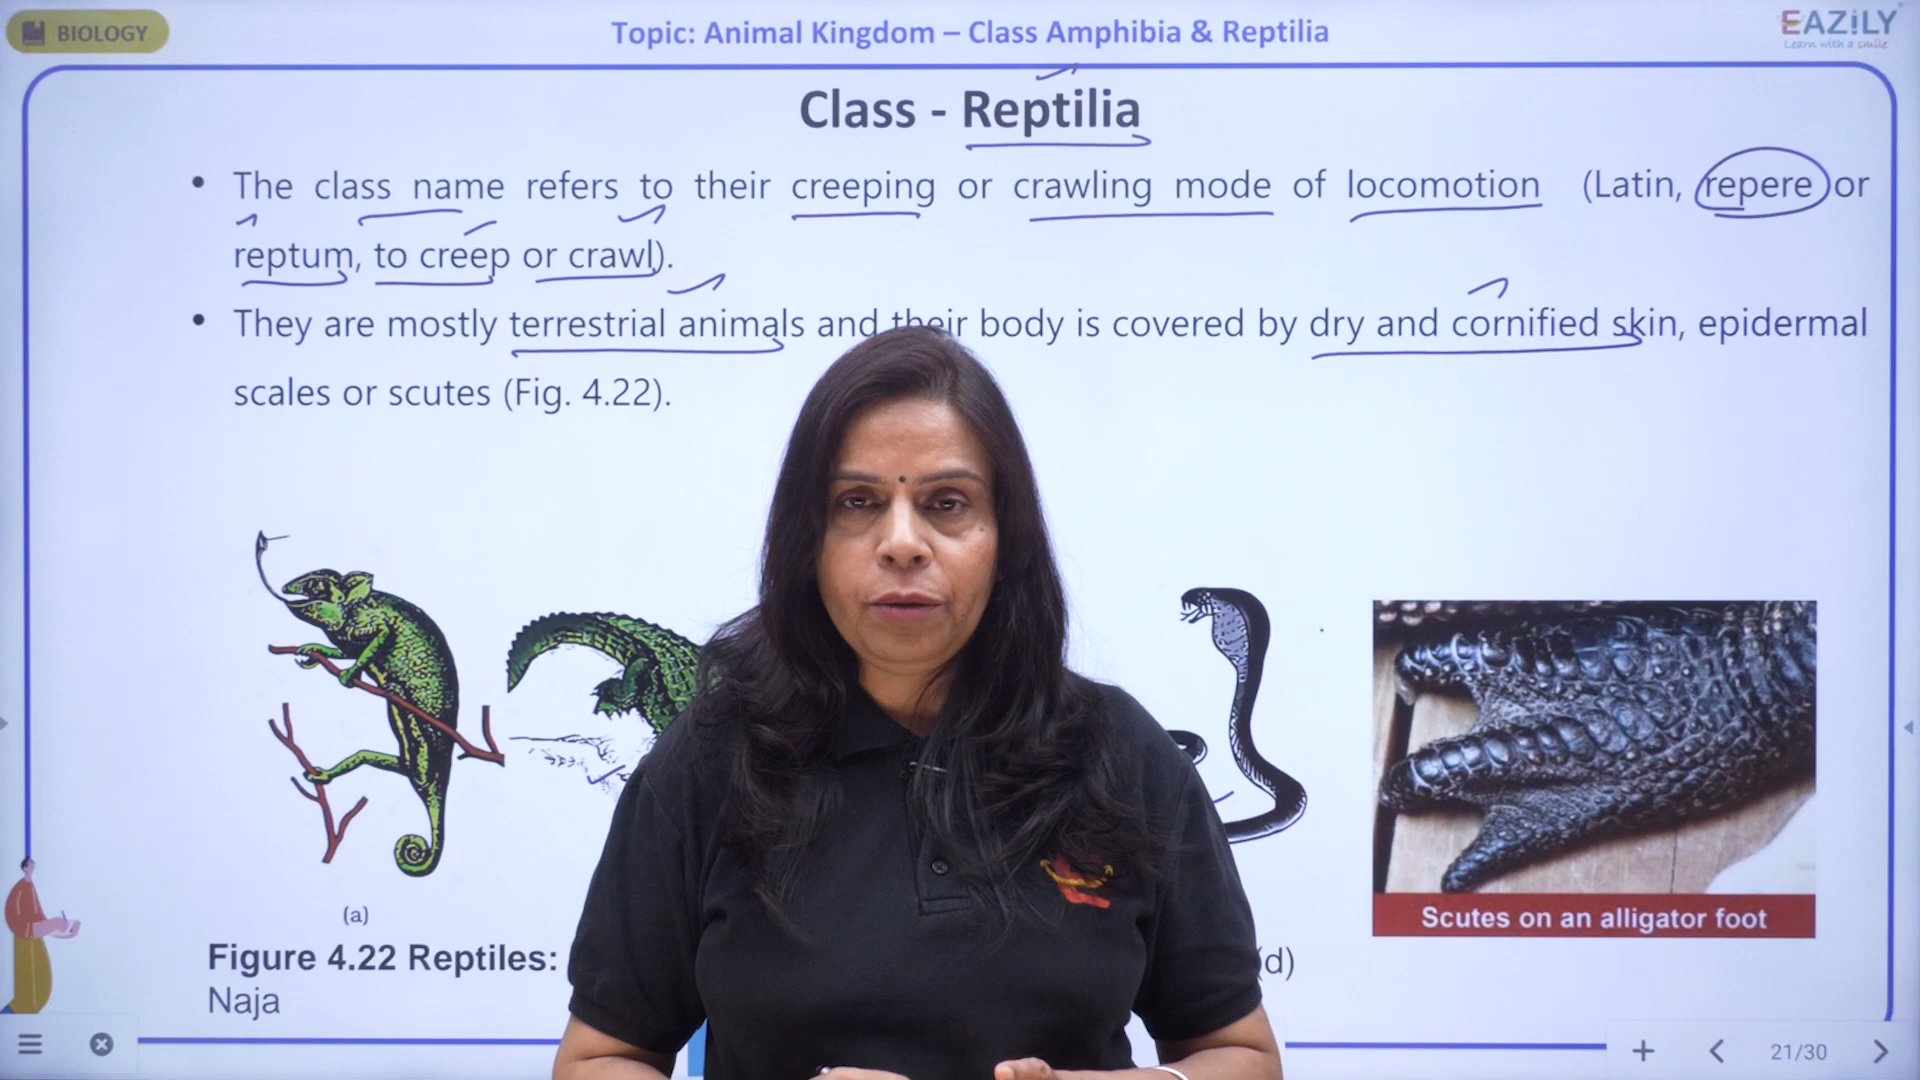 BIOLOGY
Topic: Animal Kingdom – Class Amphibia & Reptilia
EAZiLY
Learn with a smile
Class - Reptilia
• The class name refers to their creeping or crawling mode of locomotion (Latin, repere or
reptum, to creep or crawl).
• They are mostly terrestrial animals and their body is covered by dry and cornified skin, epidermal
scales or scutes (Fig. 4.22).
Scutes on an alligator foot
(a)
Figure 4.22 Reptiles: (d)
Naja
21/30